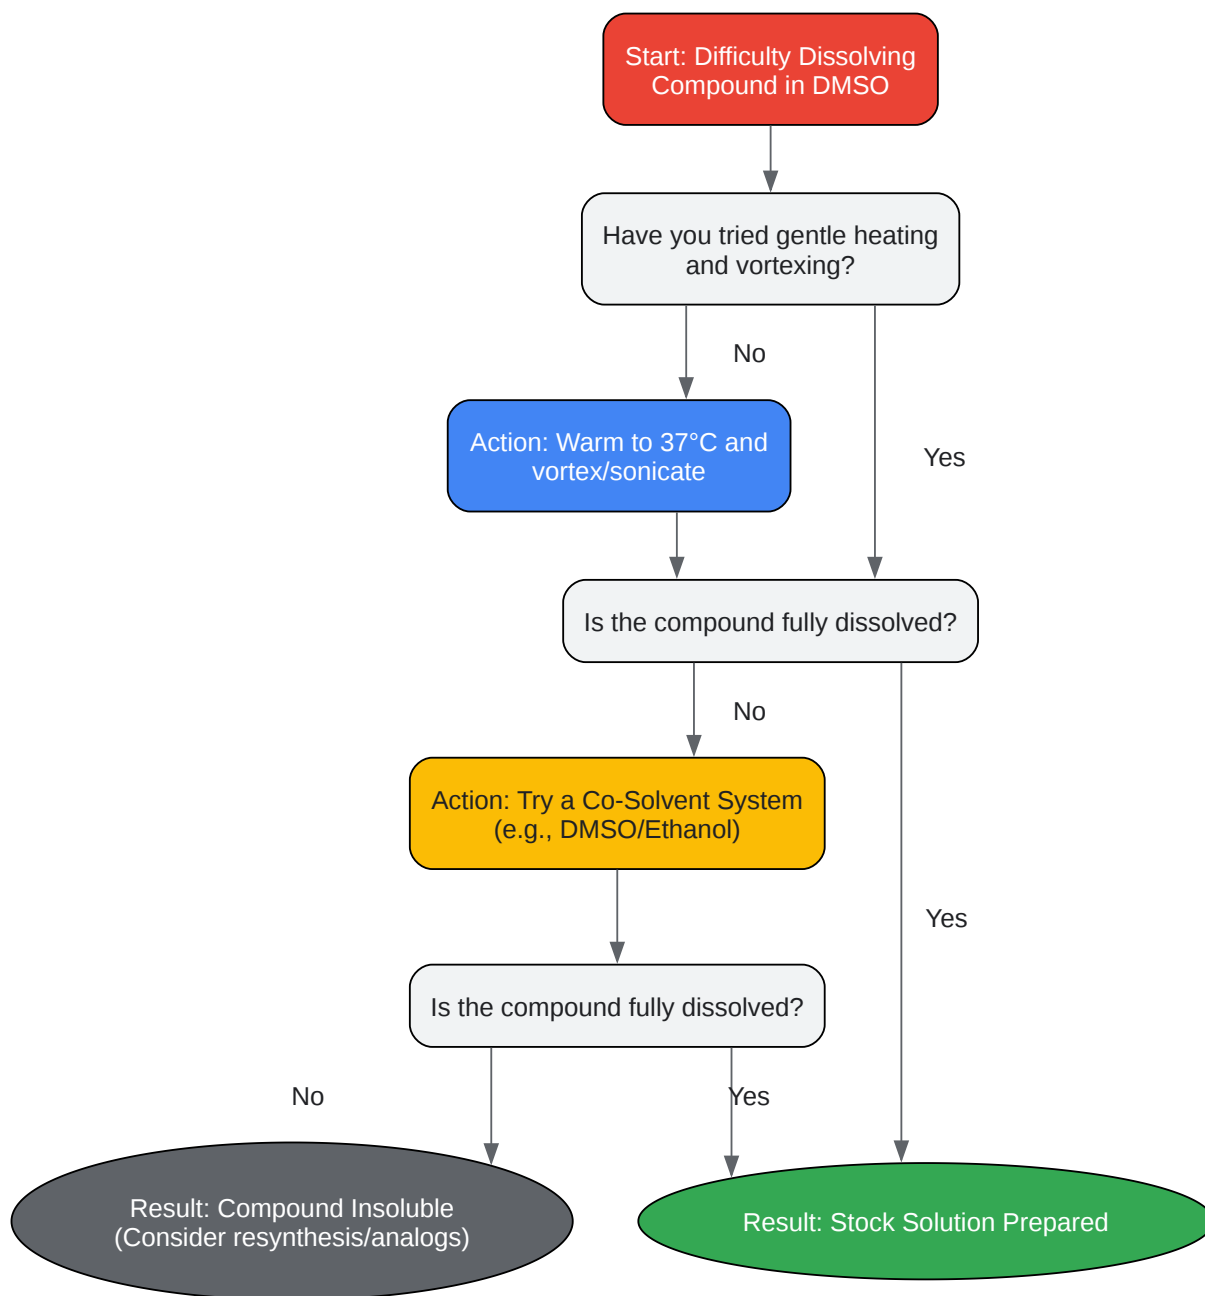 Start: Difficulty Dissolving
Compound in DMSO
Have you tried gentle heating
and vortexing?
No
Action: Warm to 37°C and
vortex/sonicate
Yes
Is the compound fully dissolved?
No
Action: Try a Co-Solvent System
(e.g., DMSO/Ethanol)
Yes
Is the compound fully dissolved?
No
Yes
Result: Compound Insoluble
(Consider resynthesis/analogs)
Result: Stock Solution Prepared